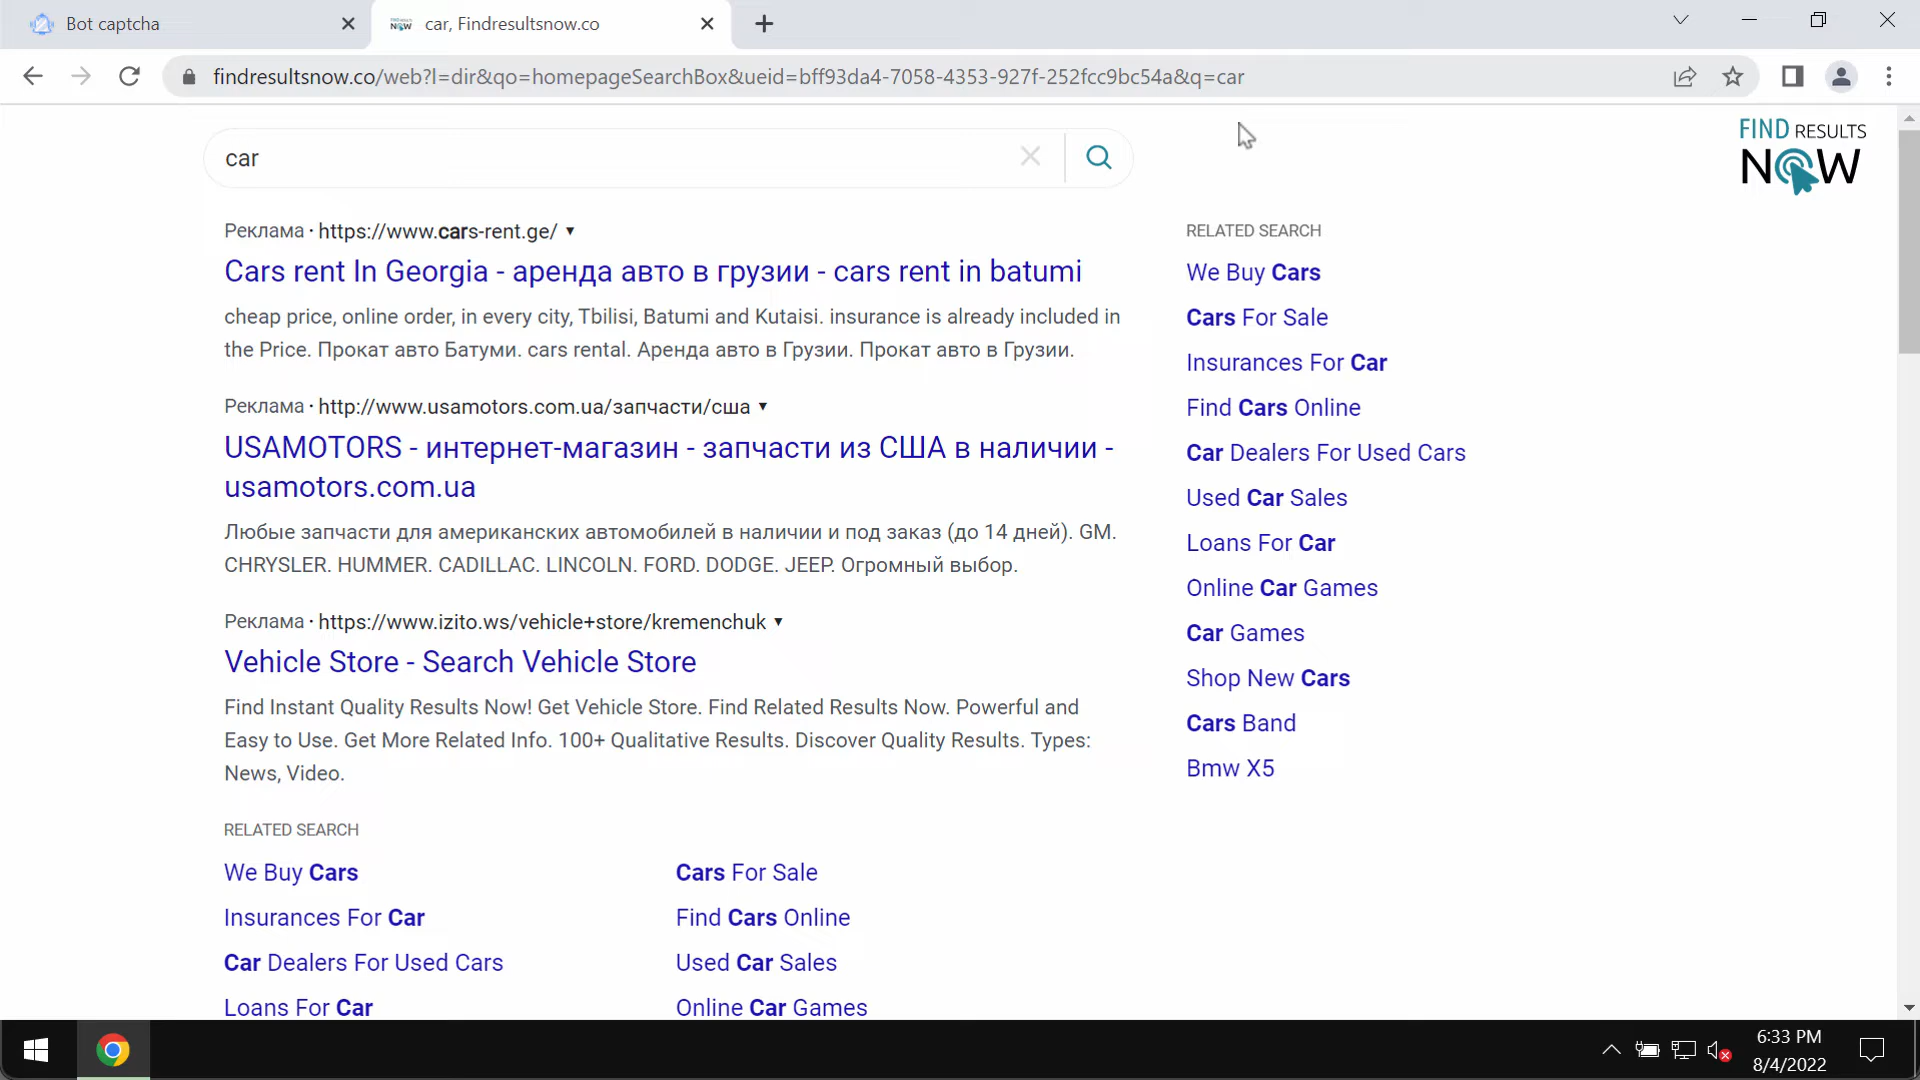 Bot captcha
car, Findresultsnow.co
findresultsnow.co/web?l=dir&qo=homepageSearchBox&ueid=bff93da4-7058-4353-927f-252fcc9bc54a&q=car
car
FIND RESULTS
NOW
Реклама · https://www.cars-rent.ge/
Cars rent In Georgia - аренда авто в грузии - cars rent in batumi
cheap price, online order, in every city, Tbilisi, Batumi and Kutaisi. insurance is already included in
the Price. Прокат авто Батуми. cars rental. Аренда авто в Грузии. Прокат авто в Грузии.
Реклама · http://www.usamotors.com.ua/запчасти/сша
USAMOTORS - интернет-магазин - запчасти из США в наличии -
usamotors.com.ua
Любые запчасти для американских автомобилей в наличии и под заказ (до 14 дней). GM.
CHRYSLER. HUMMER. CADILLAC. LINCOLN. FORD. DODGE. JEEP. Огромный выбор.
Реклама · https://www.izito.ws/vehicle+store/kremenchuk
Vehicle Store - Search Vehicle Store
Find Instant Quality Results Now! Get Vehicle Store. Find Related Results Now. Powerful and
Easy to Use. Get More Related Info. 100+ Qualitative Results. Discover Quality Results. Types:
News, Video.
RELATED SEARCH
We Buy Cars
Cars For Sale
Insurances For Car
Find Cars Online
Car Dealers For Used Cars
Used Car Sales
Loans For Car
Online Car Games
RELATED SEARCH
We Buy Cars
Cars For Sale
Insurances For Car
Find Cars Online
Car Dealers For Used Cars
Used Car Sales
Loans For Car
Online Car Games
Car Games
Shop New Cars
Cars Band
Bmw X5
6:33 PM
8/4/2022